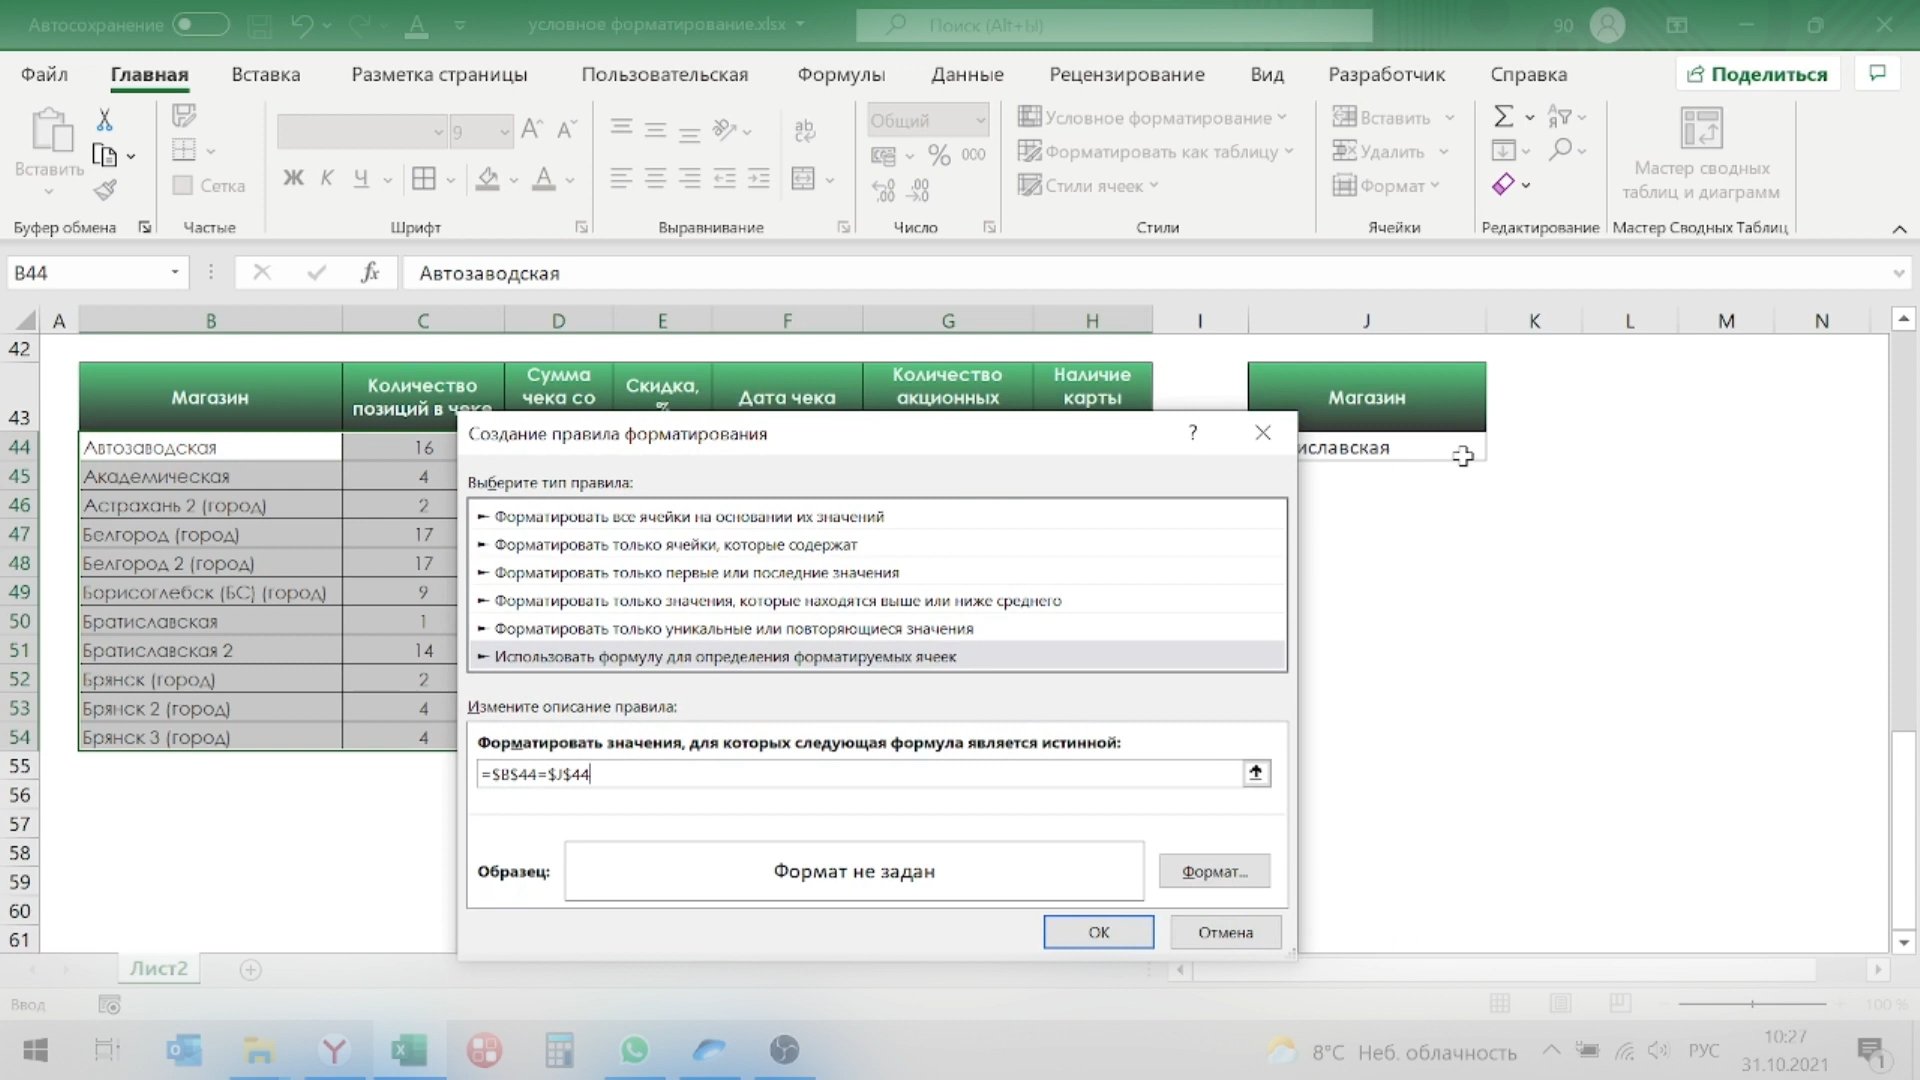 Автосохранение
условное форматирование.xlsx
Поиск (Alt+Ы)
90
Файл Главная Вставка Разметка страницы Пользовательская Формулы Данные Рецензирование Вид Разработчик Справка Поделиться
Вставить
Сетка
9
Ж К Ч
ab
Общий
% 000
Условное форматирование
Форматировать как таблицу
Стили ячеек
Вставить
Удалить
Формат
Мастер сводных
таблиц и диаграмм
Буфер обмена Частые Шрифт Выравнивание Число Стили Ячейки Редактирование Мастер Сводных Таблиц
B44 fx Автозаводская
A B C D E F G H I J K L M N
42
43 Магазин
Количество
позиций в чеке
Сумма
чека со
Скидка,
%
Дата чека
Количество
акционных
Наличие
карты
Магазин
44 Автозаводская 16 иславская
45 Академическая 4
46 Астрахань 2 (город) 2
47 Белгород (город) 17
48 Белгород 2 (город) 17
49 Борисоглебск (БС) (город) 9
50 Братиславская 1
51 Братиславская 2 14
52 Брянск (город) 2
53 Брянск 2 (город) 4
54 Брянск 3 (город) 4
55
56
57
58
59
60
61
Создание правила форматирования ?
Выберите тип правила:
► Форматировать все ячейки на основании их значений
► Форматировать только ячейки, которые содержат
► Форматировать только первые или последние значения
► Форматировать только значения, которые находятся выше или ниже среднего
► Форматировать только уникальные или повторяющиеся значения
► Использовать формулу для определения форматируемых ячеек
Измените описание правила:
Форматировать значения, для которых следующая формула является истинной:
=$B$44=$J$44
Образец: Формат не задан Формат...
ОК Отмена
Лист2
Ввод 100 %
8°C Неб. облачность РУС 10:27
31.10.2021
1